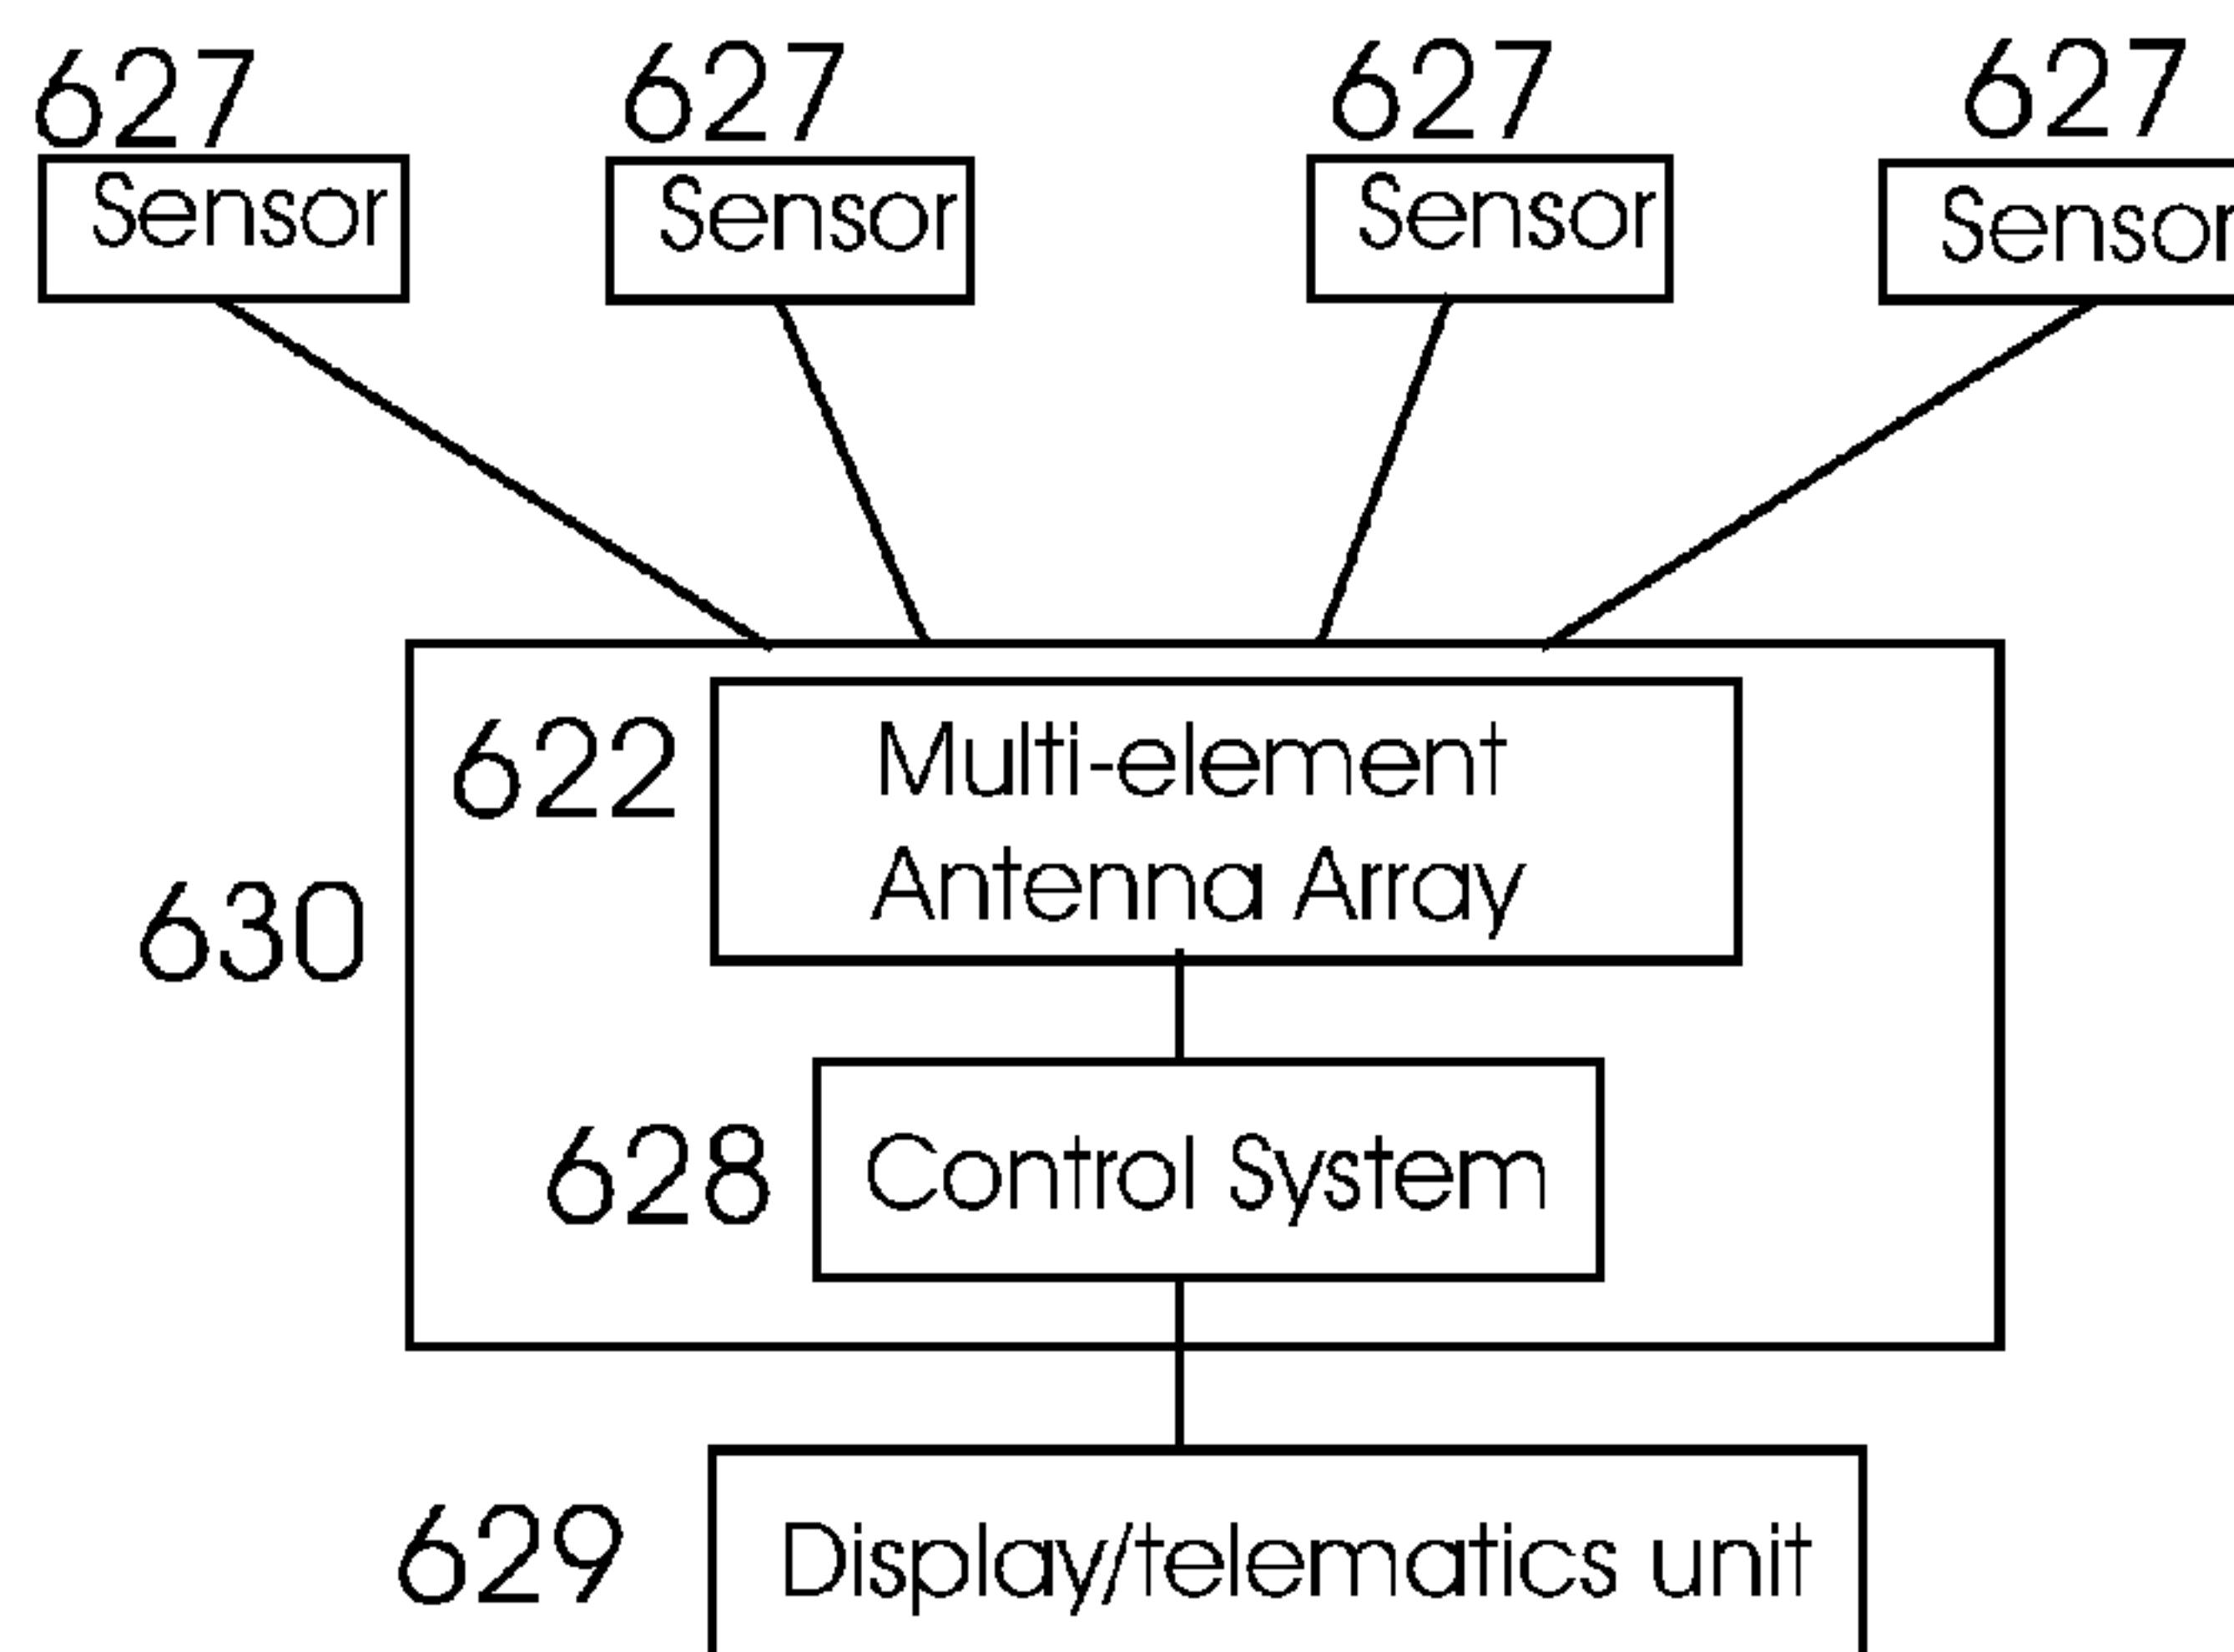 627 627 627 627
Sensor Sensor Sensor Sensor
622 Multi-element
Antenna Array
630
628 Control System
629 Display/telematics unit